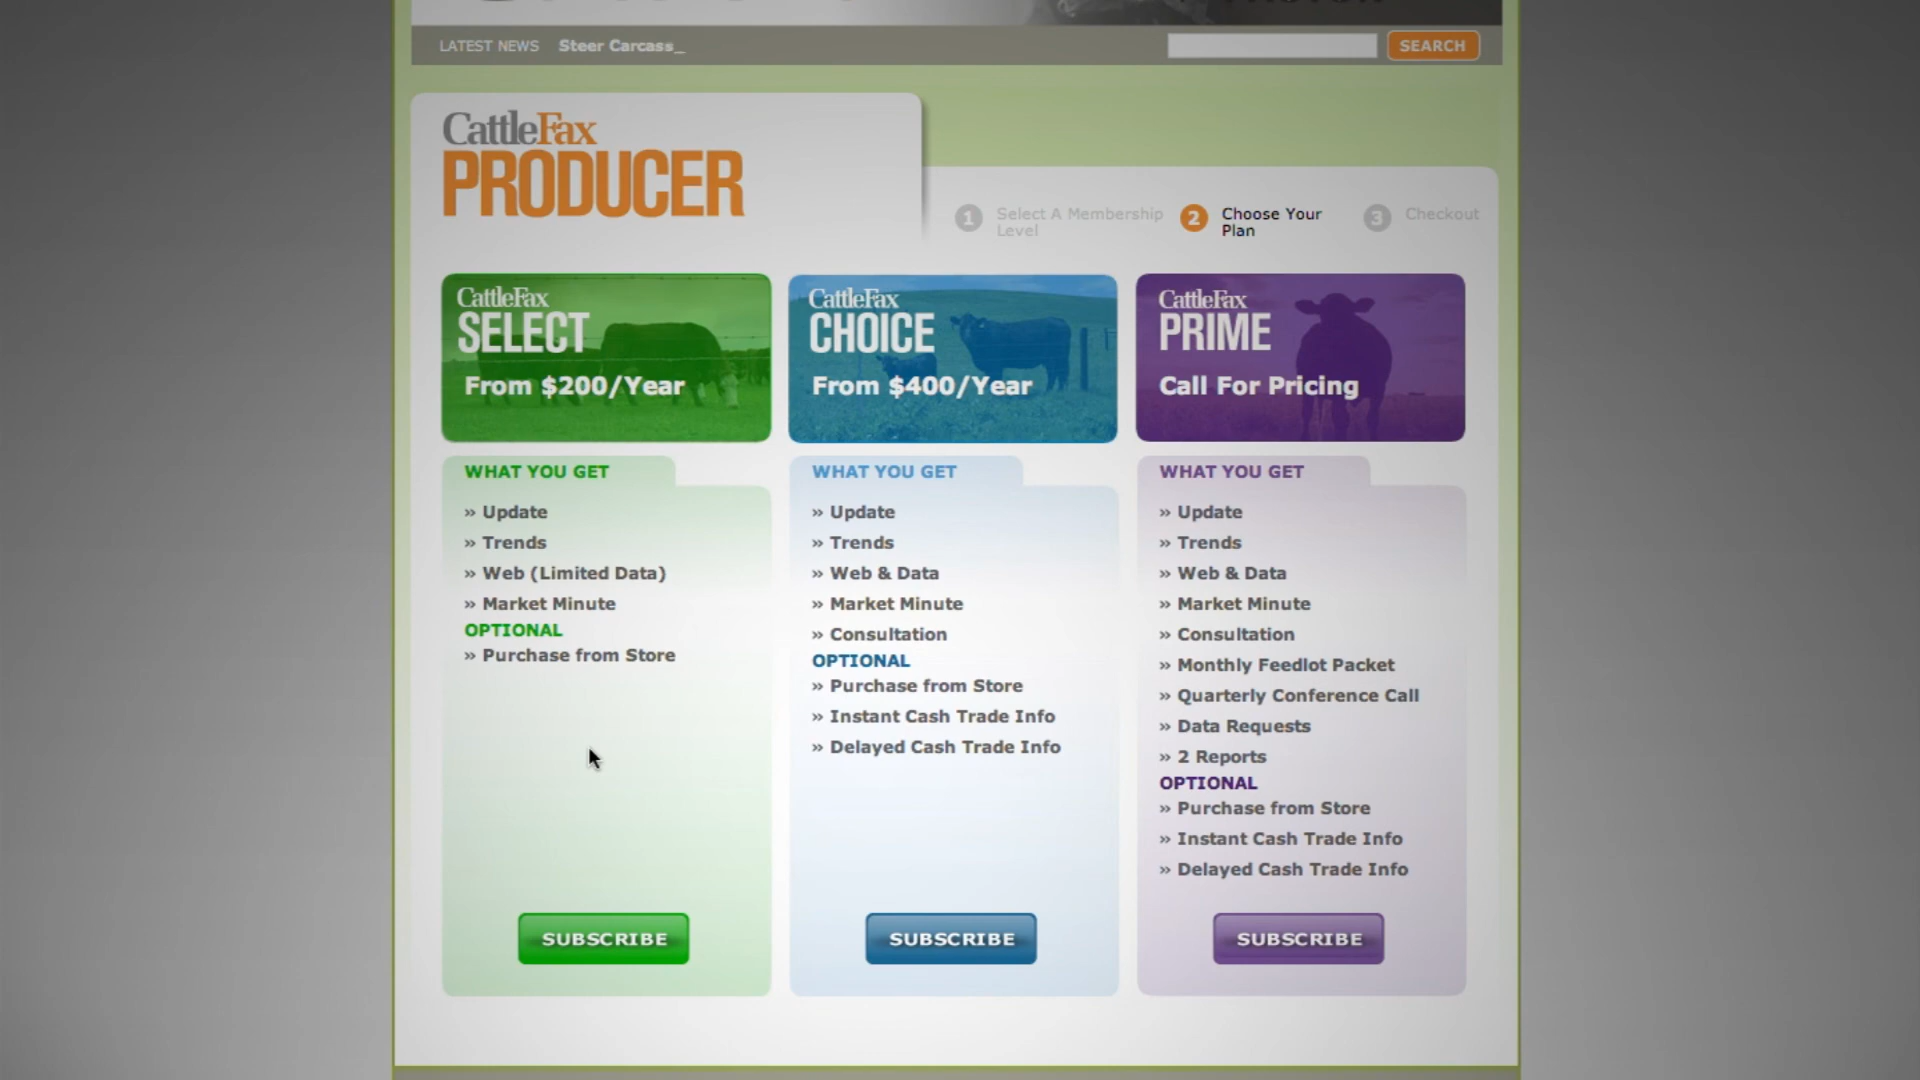 LATEST NEWS Steer Carcass_
SEARCH
CattleFax
PRODUCER
1 Select A Membership
Level
2 Choose Your
Plan
3 Checkout
CattleFax
SELECT
From $200/Year
WHAT YOU GET
» Update
» Trends
» Web (Limited Data)
» Market Minute
OPTIONAL
» Purchase from Store
SUBSCRIBE
CattleFax
CHOICE
From $400/Year
WHAT YOU GET
» Update
» Trends
» Web & Data
» Market Minute
» Consultation
OPTIONAL
» Purchase from Store
» Instant Cash Trade Info
» Delayed Cash Trade Info
SUBSCRIBE
CattleFax
PRIME
Call For Pricing
WHAT YOU GET
» Update
» Trends
» Web & Data
» Market Minute
» Consultation
» Monthly Feedlot Packet
» Quarterly Conference Call
» Data Requests
» 2 Reports
OPTIONAL
» Purchase from Store
» Instant Cash Trade Info
» Delayed Cash Trade Info
SUBSCRIBE